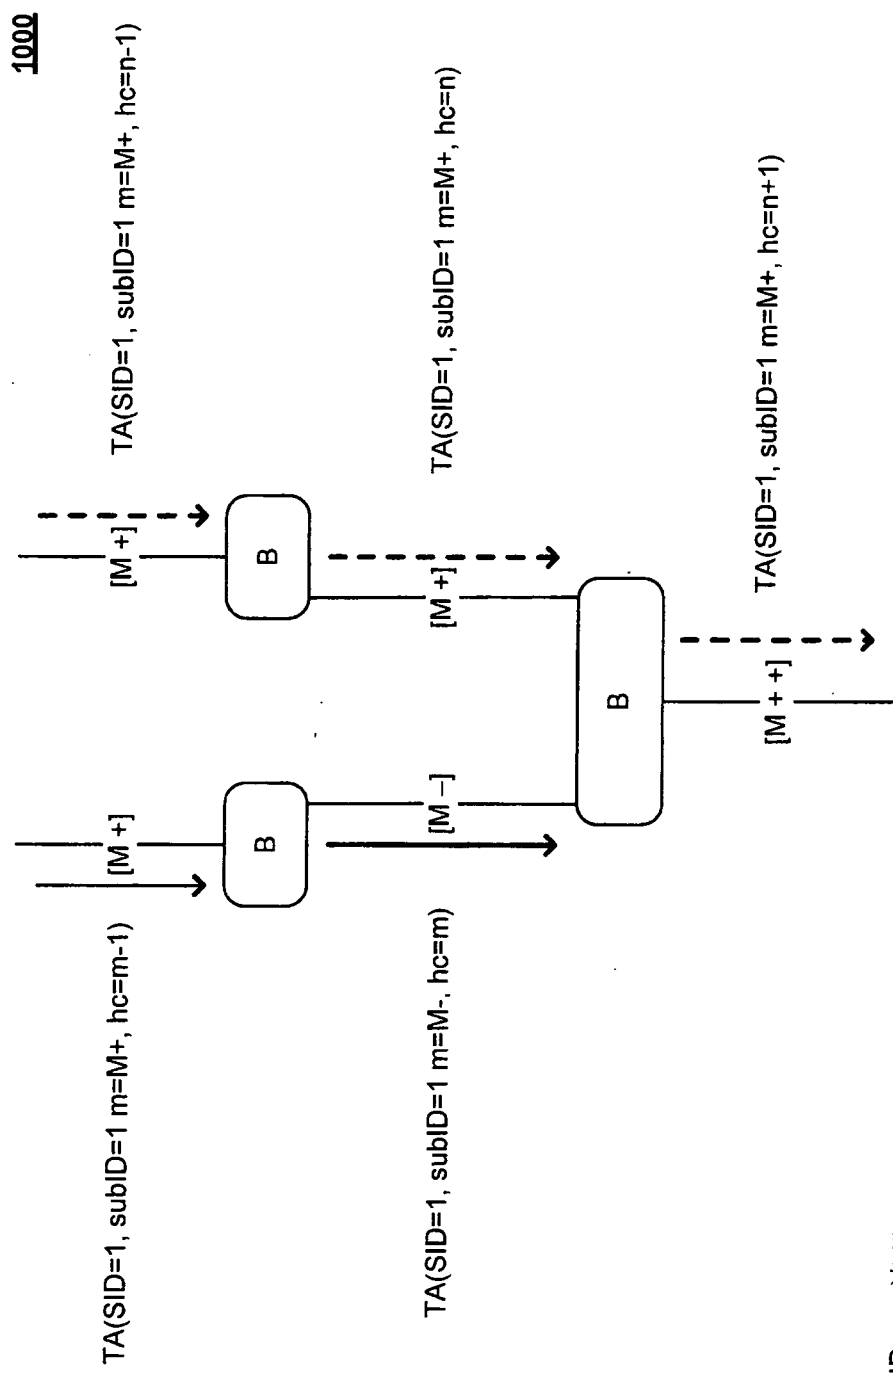 1000
TA(SID=1, subID=1 m=M+, hc=m-1)
[M +]
[M +]
TA(SID=1, subID=1 m=M+, hc=n-1)
B
B
TA(SID=1, subID=1 m=M-, hc=m)
[M –]
[M +]
TA(SID=1, subID=1 m=M+, hc=n)
B
[M + +]
TA(SID=1, subID=1 m=M+, hc=n+1)